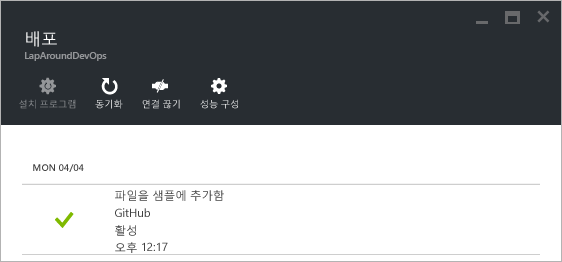 배포
LapAroundDevOps
설치 프로그램 동기화 연결 끊기 성능 구성
MON 04/04
파일을 샘플에 추가함
GitHub
활성
오후 12:17